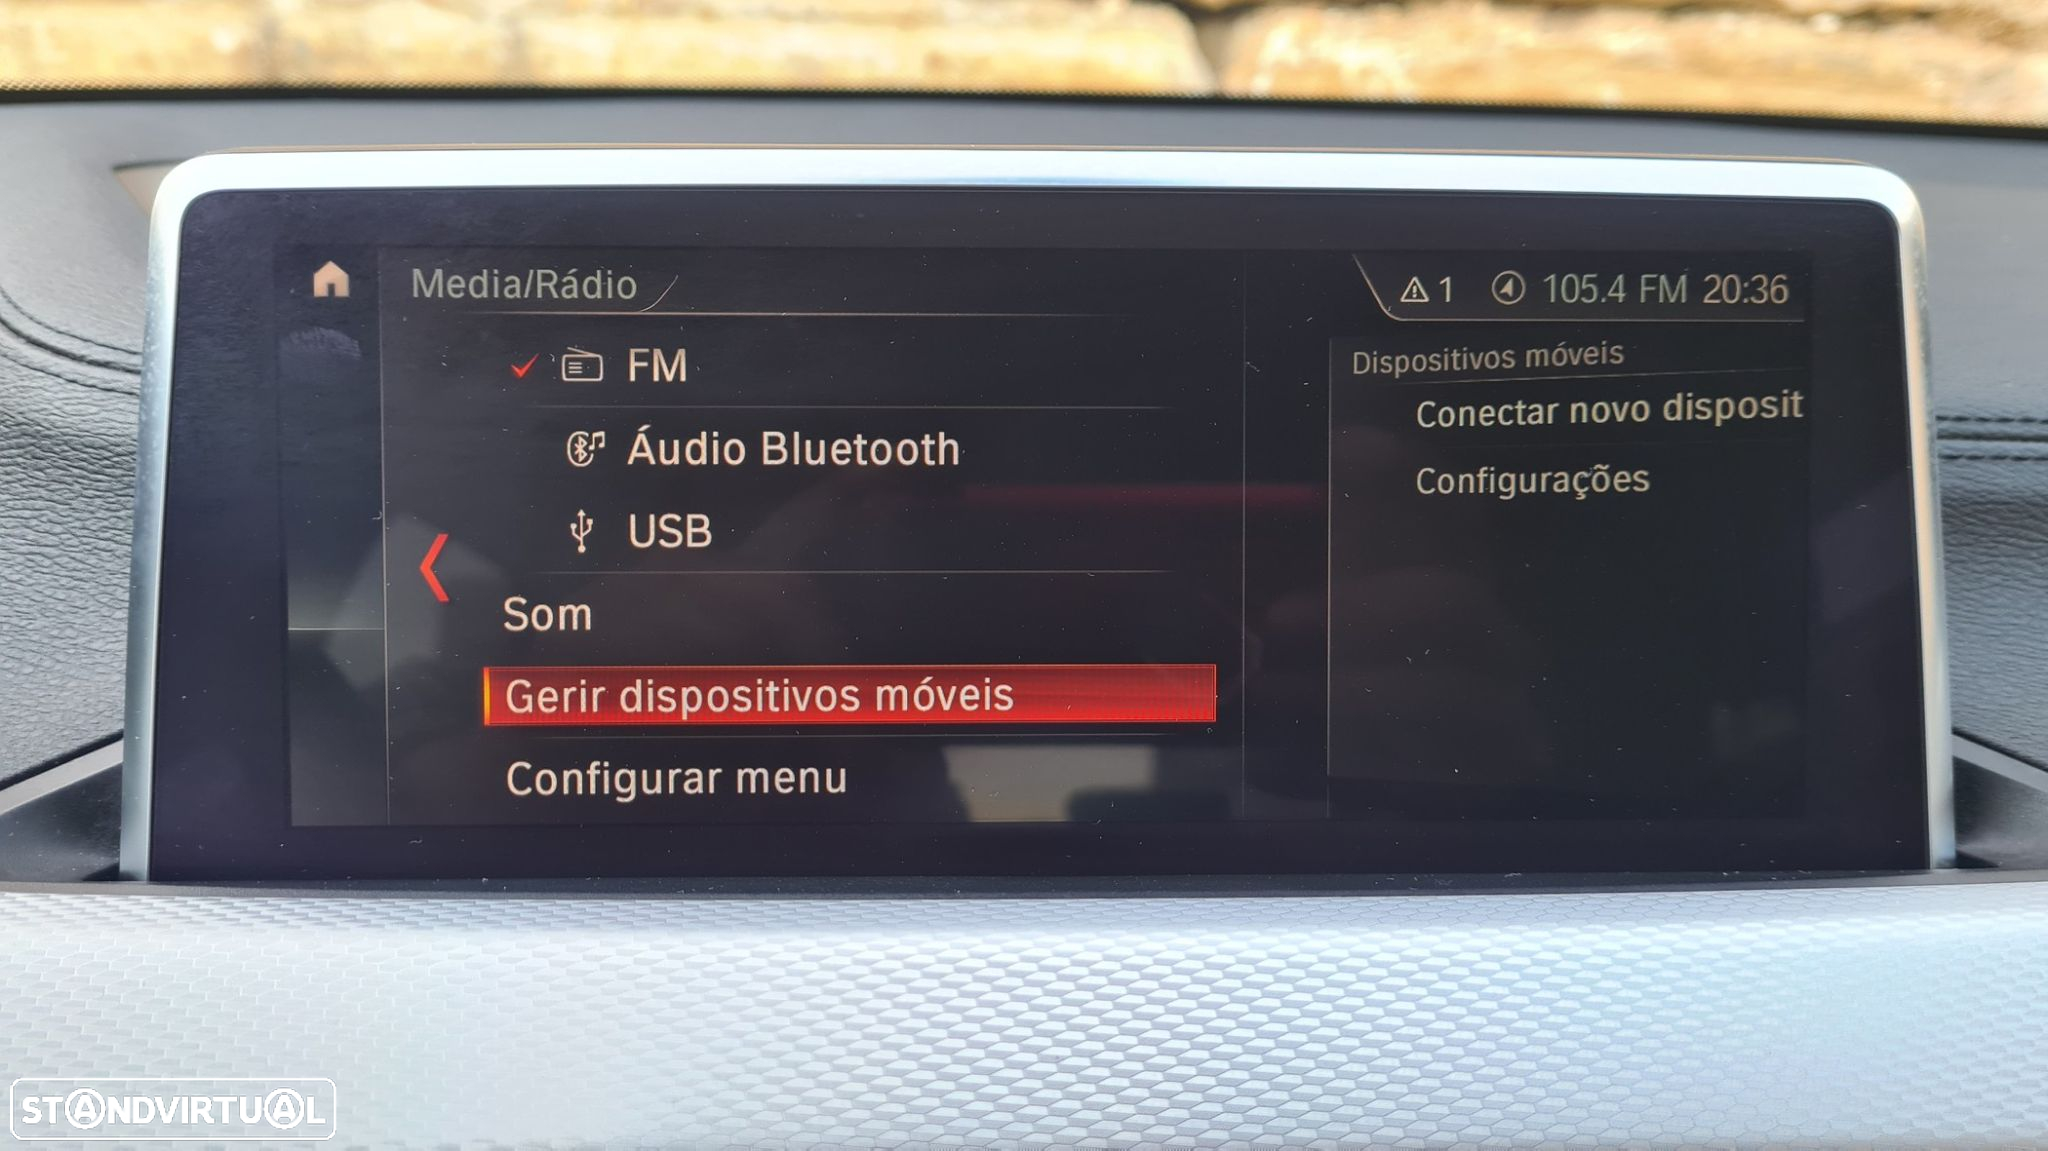 Media/Rádio
1 105.4 FM 20:36
FM
Áudio Bluetooth
USB
Som
Gerir dispositivos móveis
Configurar menu
Dispositivos móveis
Conectar novo disposit
Configurações
STANDVIRTUAL